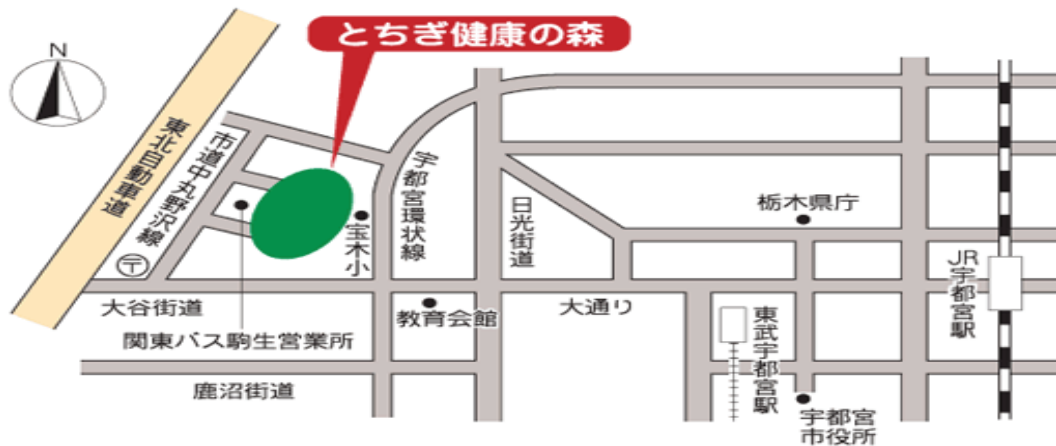 とちぎ健康の森
N
東北自動車道
市道中丸野沢線
〒
宇都宮環状線
宝木小
日光街道
栃木県庁
JR宇都宮駅
大谷街道
関東バス駒生営業所
教育会館
大通り
東武宇都宮駅
鹿沼街道
宇都宮
市役所